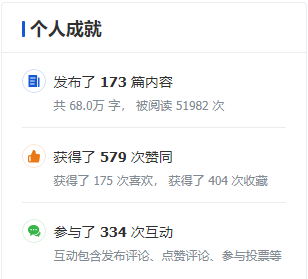 个人成就
发布了 173 篇内容
共 68.0万 字， 被阅读 51982 次
获得了 579 次赞同
获得了 175 次喜欢， 获得了 404 次收藏
参与了 334 次互动
互动包含发布评论、点赞评论、参与投票等